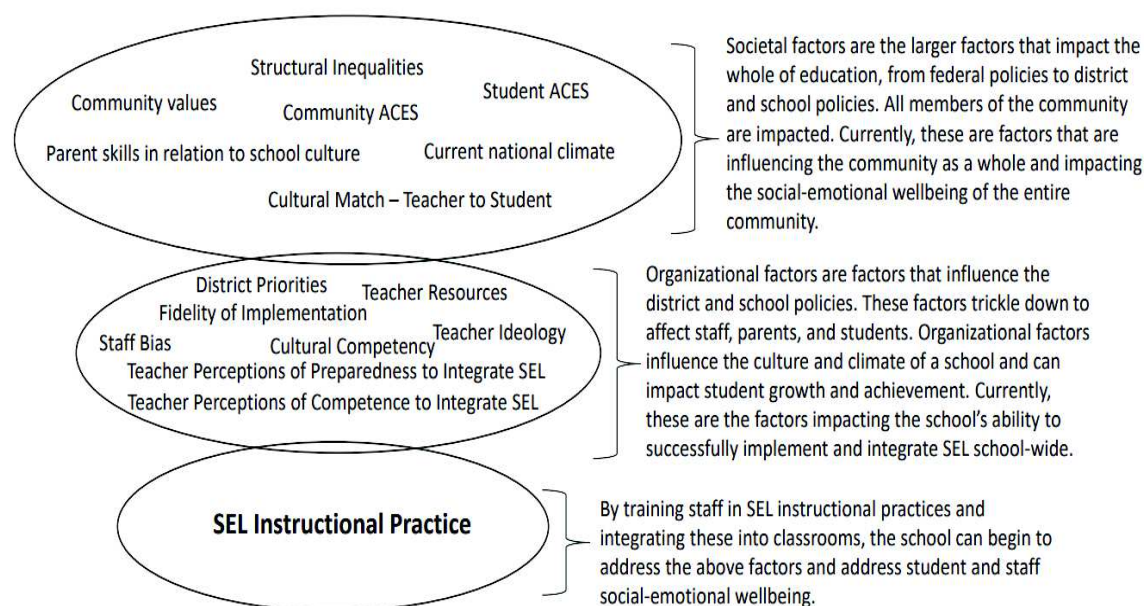 Structural Inequalities
Student ACES
Community values
Community ACES
Parent skills in relation to school culture
Current national climate
Cultural Match – Teacher to Student
Societal factors are the larger factors that impact the
whole of education, from federal policies to district
and school policies. All members of the community
are impacted. Currently, these are factors that are
influencing the community as a whole and impacting
the social-emotional wellbeing of the entire
community.
District Priorities
Teacher Resources
Fidelity of Implementation
Teacher Ideology
Staff Bias
Cultural Competency
Teacher Perceptions of Preparedness to Integrate SEL
Teacher Perceptions of Competence to Integrate SEL
Organizational factors are factors that influence the
district and school policies. These factors trickle down to
affect staff, parents, and students. Organizational factors
influence the culture and climate of a school and can
impact student growth and achievement. Currently,
these are the factors impacting the school’s ability to
successfully implement and integrate SEL school-wide.
SEL Instructional Practice
By training staff in SEL instructional practices and
integrating these into classrooms, the school can begin to
address the above factors and address student and staff
social-emotional wellbeing.